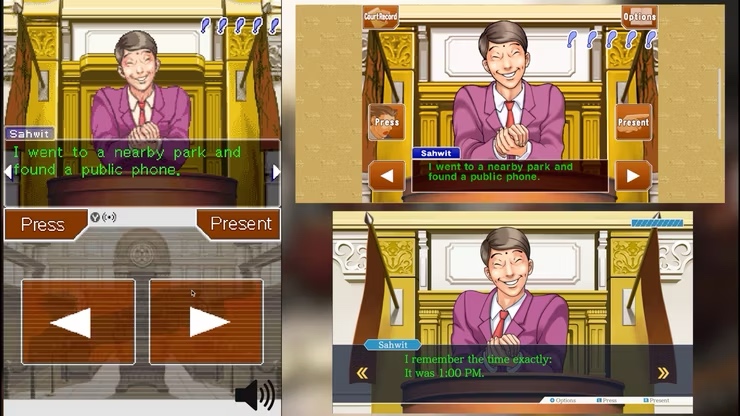 Sahwit
I went to a nearby park and
found a public phone.
Press
Present
Court Record
Options
Press
Present
Sahwit
I went to a nearby park and
found a public phone.
Sahwit
I remember the time exactly:
It was 1:00 PM.
Options
Press
Present